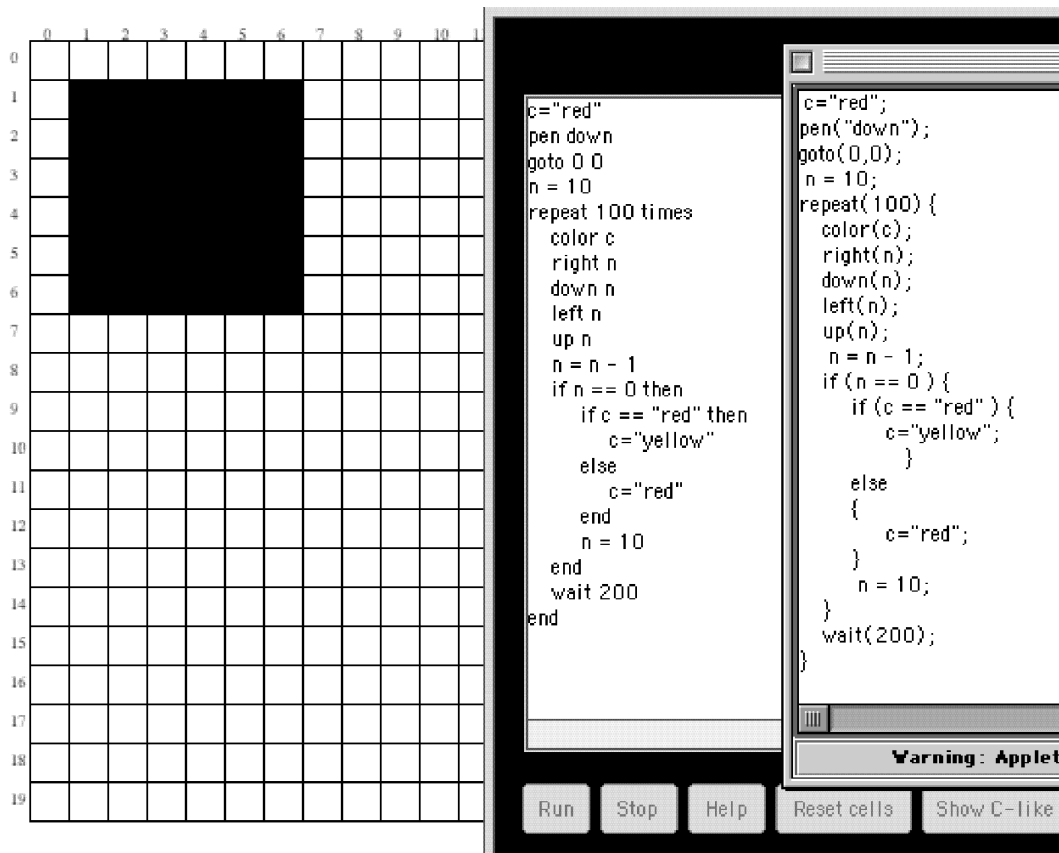 0 1 2 3 4 5 6 7 8 9 10 11
0
1
2
3
4
5
6
7
8
9
10
11
12
13
14
15
16
17
18
19
c="red"
pen down
goto 0 0
n = 10
repeat 100 times
color c
right n
down n
left n
up n
n = n - 1
if n == 0 then
if c == "red" then
c="yellow"
else
c="red"
end
n = 10
end
wait 200
end
c="red";
pen("down");
goto(0,0);
n = 10;
repeat(100) {
color(c);
right(n);
down(n);
left(n);
up(n);
n = n - 1;
if (n == 0 ) {
if (c == "red" ) {
c="yellow";
}
else
{
c="red";
}
n = 10;
}
wait(200);
}
Warning: Applet
Run Stop Help Reset cells Show C-like